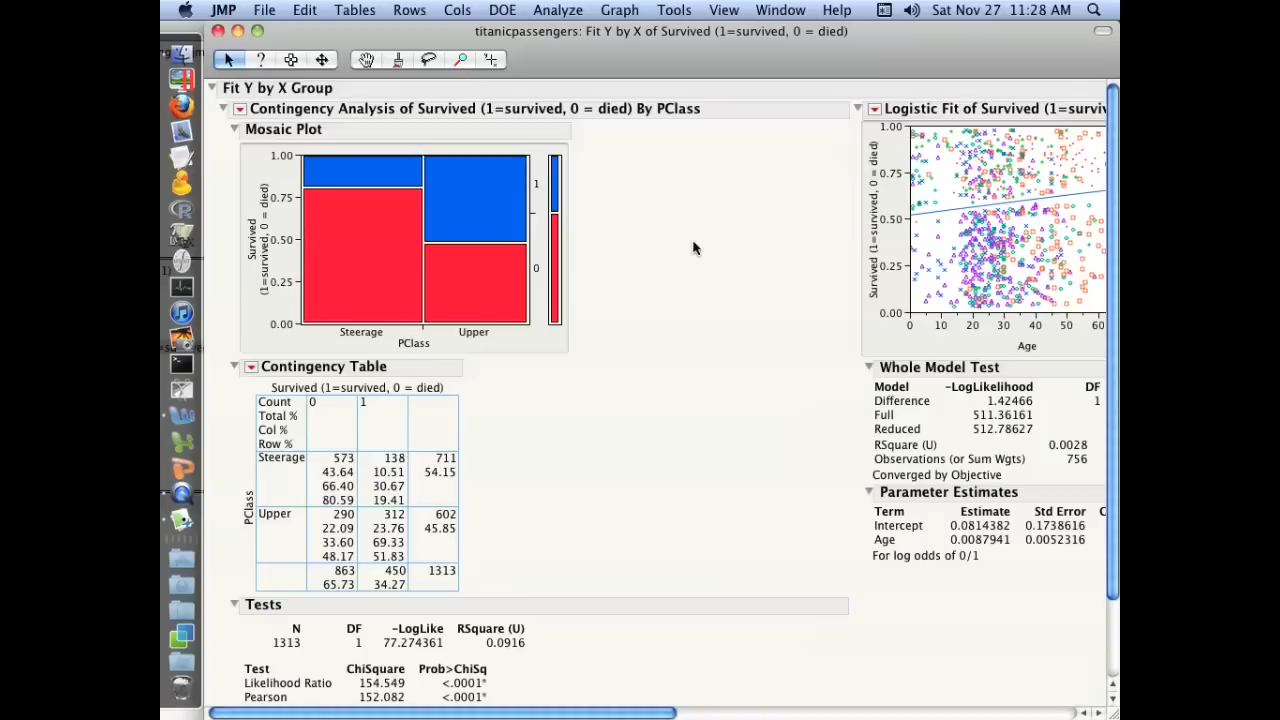 JMP File Edit Tables Rows Cols DOE Analyze Graph Tools View Window Help Sat Nov 27 11:28 AM
titanicpassengers: Fit Y by X of Survived (1=survived, 0 = died)
Fit Y by X Group
Contingency Analysis of Survived (1=survived, 0 = died) By PClass
Mosaic Plot
Survived
(1=survived, 0 = died)
1.00
0.75
0.50
0.25
0.00
1
0
Steerage Upper
PClass
Contingency Table
Survived (1=survived, 0 = died)
Count 0 1
Total %
Col %
Row %
PClass
Steerage 573 138 711
43.64 10.51 54.15
66.40 30.67
80.59 19.41
Upper 290 312 602
22.09 23.76 45.85
33.60 69.33
48.17 51.83
863 450 1313
65.73 34.27
Tests
N DF -LogLike RSquare (U)
1313 1 77.274361 0.0916
Test ChiSquare Prob>ChiSq
Likelihood Ratio 154.549 <.0001*
Pearson 152.082 <.0001*
Logistic Fit of Survived (1=surviv
Survived (1=survived, 0 = died)
1.00
0.75
0.50
0.25
0.00
0 10 20 30 40 50 60
Age
Whole Model Test
Model -LogLikelihood DF
Difference 1.42466 1
Full 511.36161
Reduced 512.78627
RSquare (U) 0.0028
Observations (or Sum Wgts) 756
Converged by Objective
Parameter Estimates
Term Estimate Std Error C
Intercept 0.0814382 0.1738616
Age 0.0087941 0.0052316
For log odds of 0/1